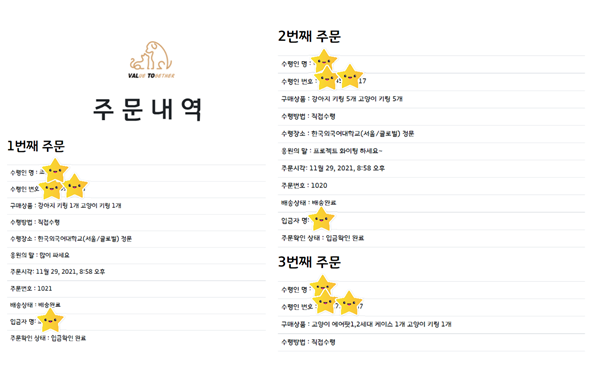 VALUE TOGETHER
주문내역
1번째 주문
수령인 명 :
수령인 번호 :
구매상품 : 강아지 키링 1개 고양이 키링 1개
수령방법 : 직접수령
수령장소 : 한국외국어대학교(서울/글로벌) 정문
응원의 말 : 많이 파세요
주문시각: 11월 29, 2021, 8:58 오후
주문번호 : 1021
배송상태 : 배송완료
입금자 명:
주문확인 상태 : 입금확인 완료
2번째 주문
수령인 명 :
수령인 번호 : 17
구매상품 : 강아지 키링 5개 고양이 키링 5개
수령방법 : 직접수령
수령장소 : 한국외국어대학교(서울/글로벌) 정문
응원의 말 : 프로젝트 화이팅 하세요~
주문시각: 11월 29, 2021, 8:58 오후
주문번호 : 1020
배송상태 : 배송완료
입금자 명:
주문확인 상태 : 입금확인 완료
3번째 주문
수령인 명 :
수령인 번호 :
구매상품 : 고양이 에어팟1,2세대 케이스 1개 고양이 키링 1개
수령방법 : 직접수령